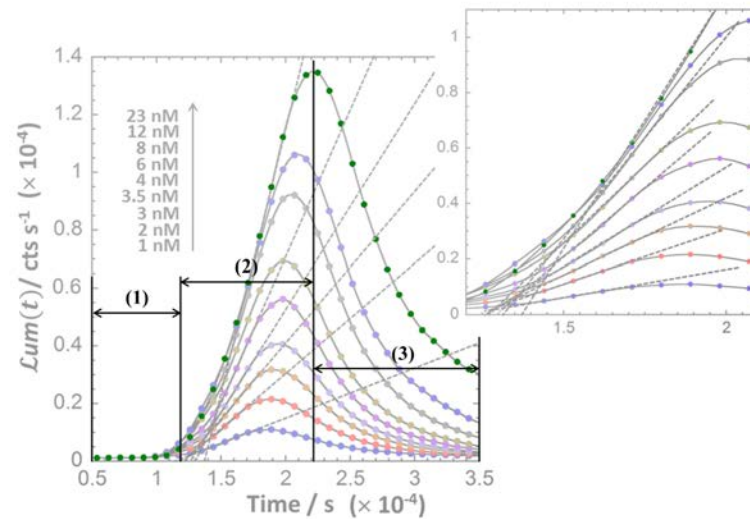 1.4
1.2
1
0.8
0.6
0.4
0.2
0
ℒum(t)/ cts s⁻¹ (× 10⁻⁴)
23 nM
12 nM
8 nM
6 nM
4 nM
3.5 nM
3 nM
2 nM
1 nM
(1)
(2)
(3)
0.5 1 1.5 2 2.5 3 3.5
Time / s (× 10⁻⁴)
1
0.8
0.6
0.4
0.2
0
1.5 2